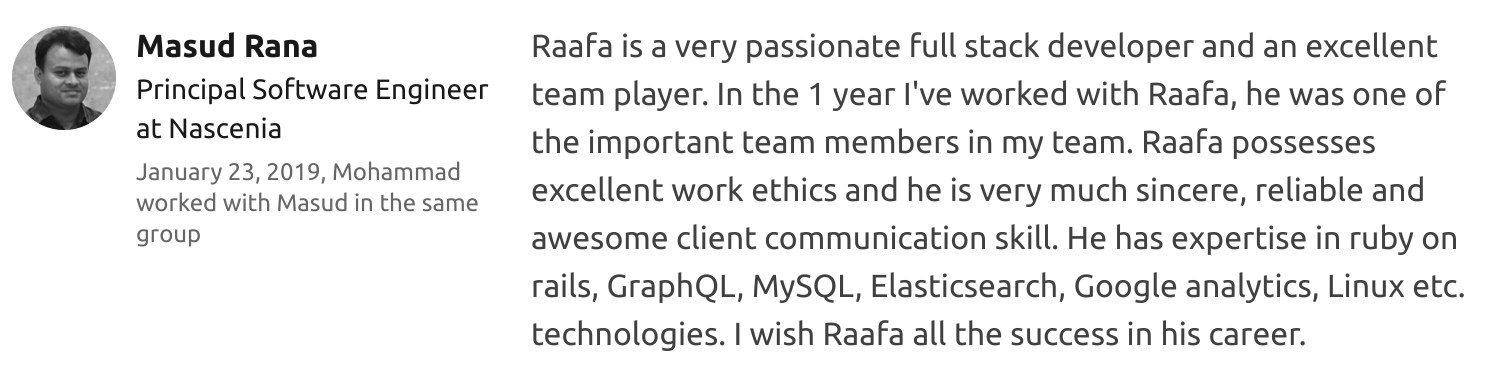 Masud Rana
Principal Software Engineer
at Nascenia
January 23, 2019, Mohammad
worked with Masud in the same
group
Raafa is a very passionate full stack developer and an excellent
team player. In the 1 year I've worked with Raafa, he was one of
the important team members in my team. Raafa possesses
excellent work ethics and he is very much sincere, reliable and
awesome client communication skill. He has expertise in ruby on
rails, GraphQL, MySQL, Elasticsearch, Google analytics, Linux etc.
technologies. I wish Raafa all the success in his career.